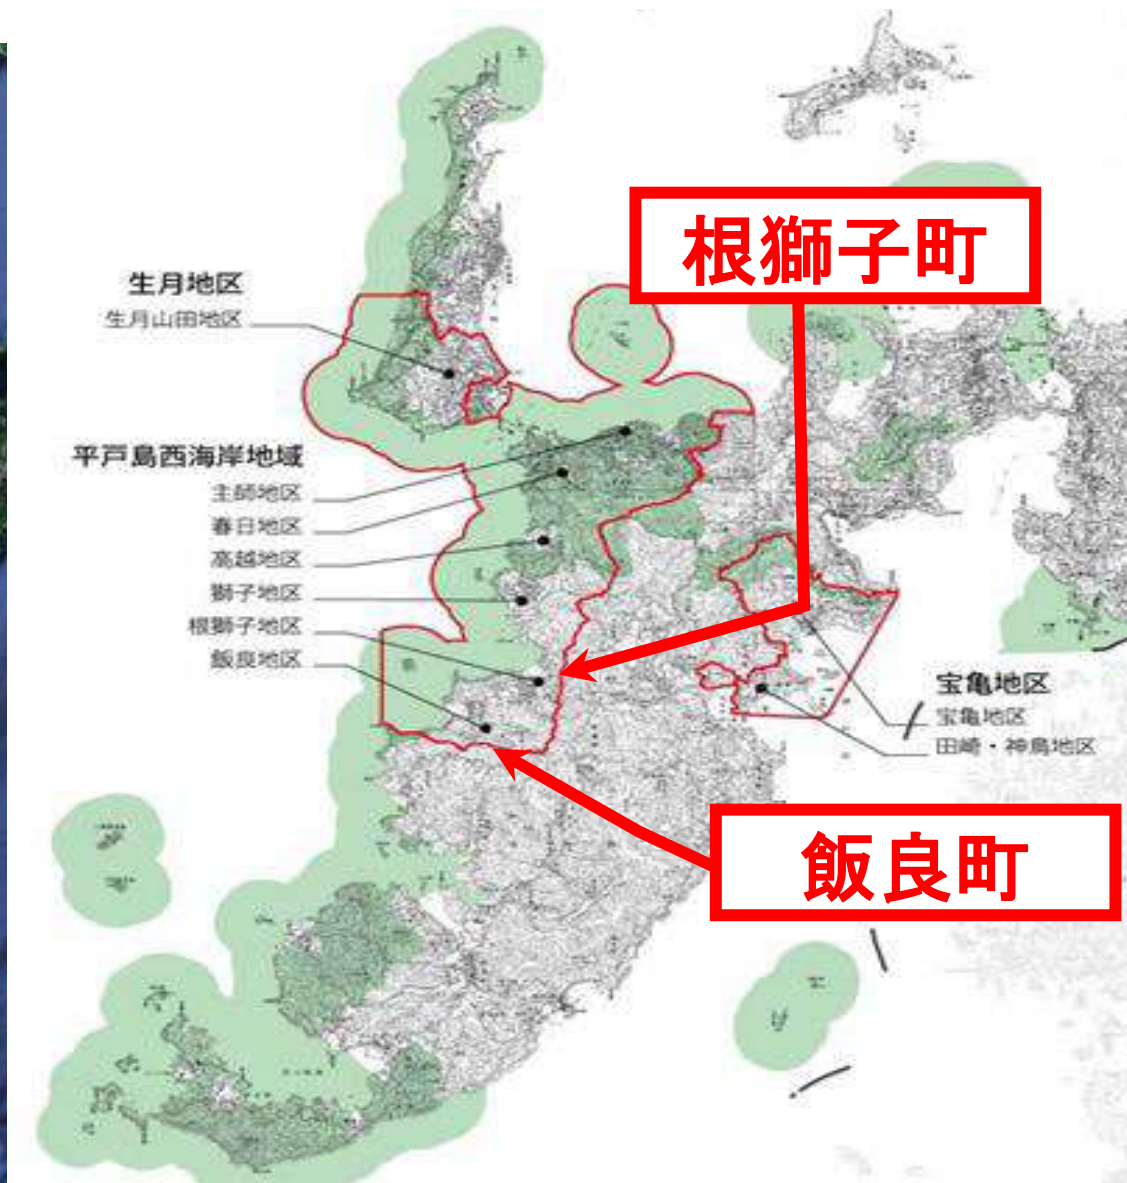 根獅子町
生月地区
生月山田地区
平戸島西海岸地域
主師地区
春日地区
高越地区
獅子地区
根獅子地区
飯良地区
宝亀地区
宝亀地区
田崎・神鳥地区
飯良町